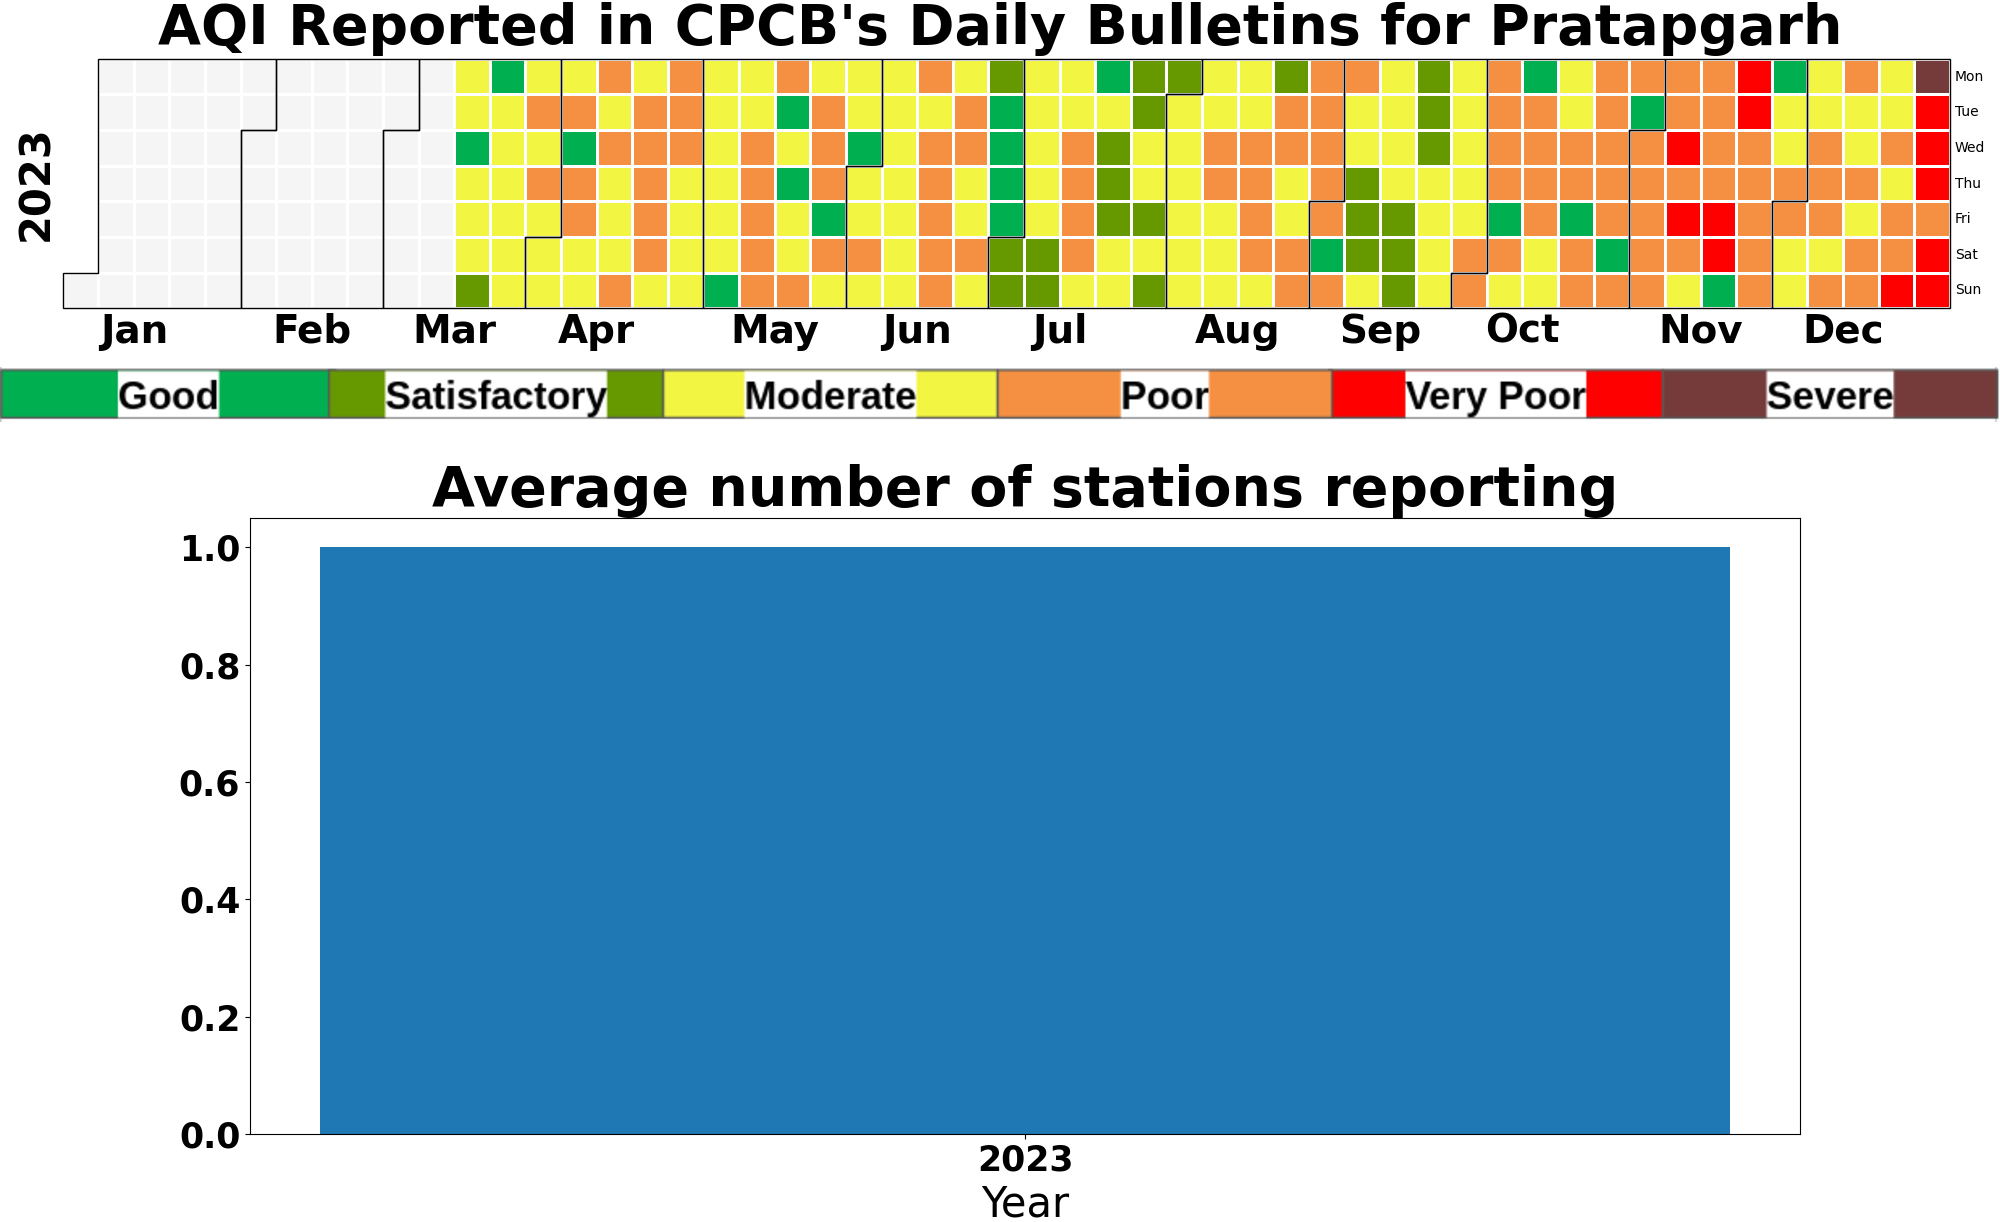 AQI Reported in CPCB's Daily Bulletins for Pratapgarh
2023
Mon
Tue
Wed
Thu
Fri
Sat
Sun
Jan Feb Mar Apr May Jun Jul Aug Sep Oct Nov Dec
Good Satisfactory Moderate Poor Very Poor Severe
Average number of stations reporting
1.0
0.8
0.6
0.4
0.2
0.0
2023
Year